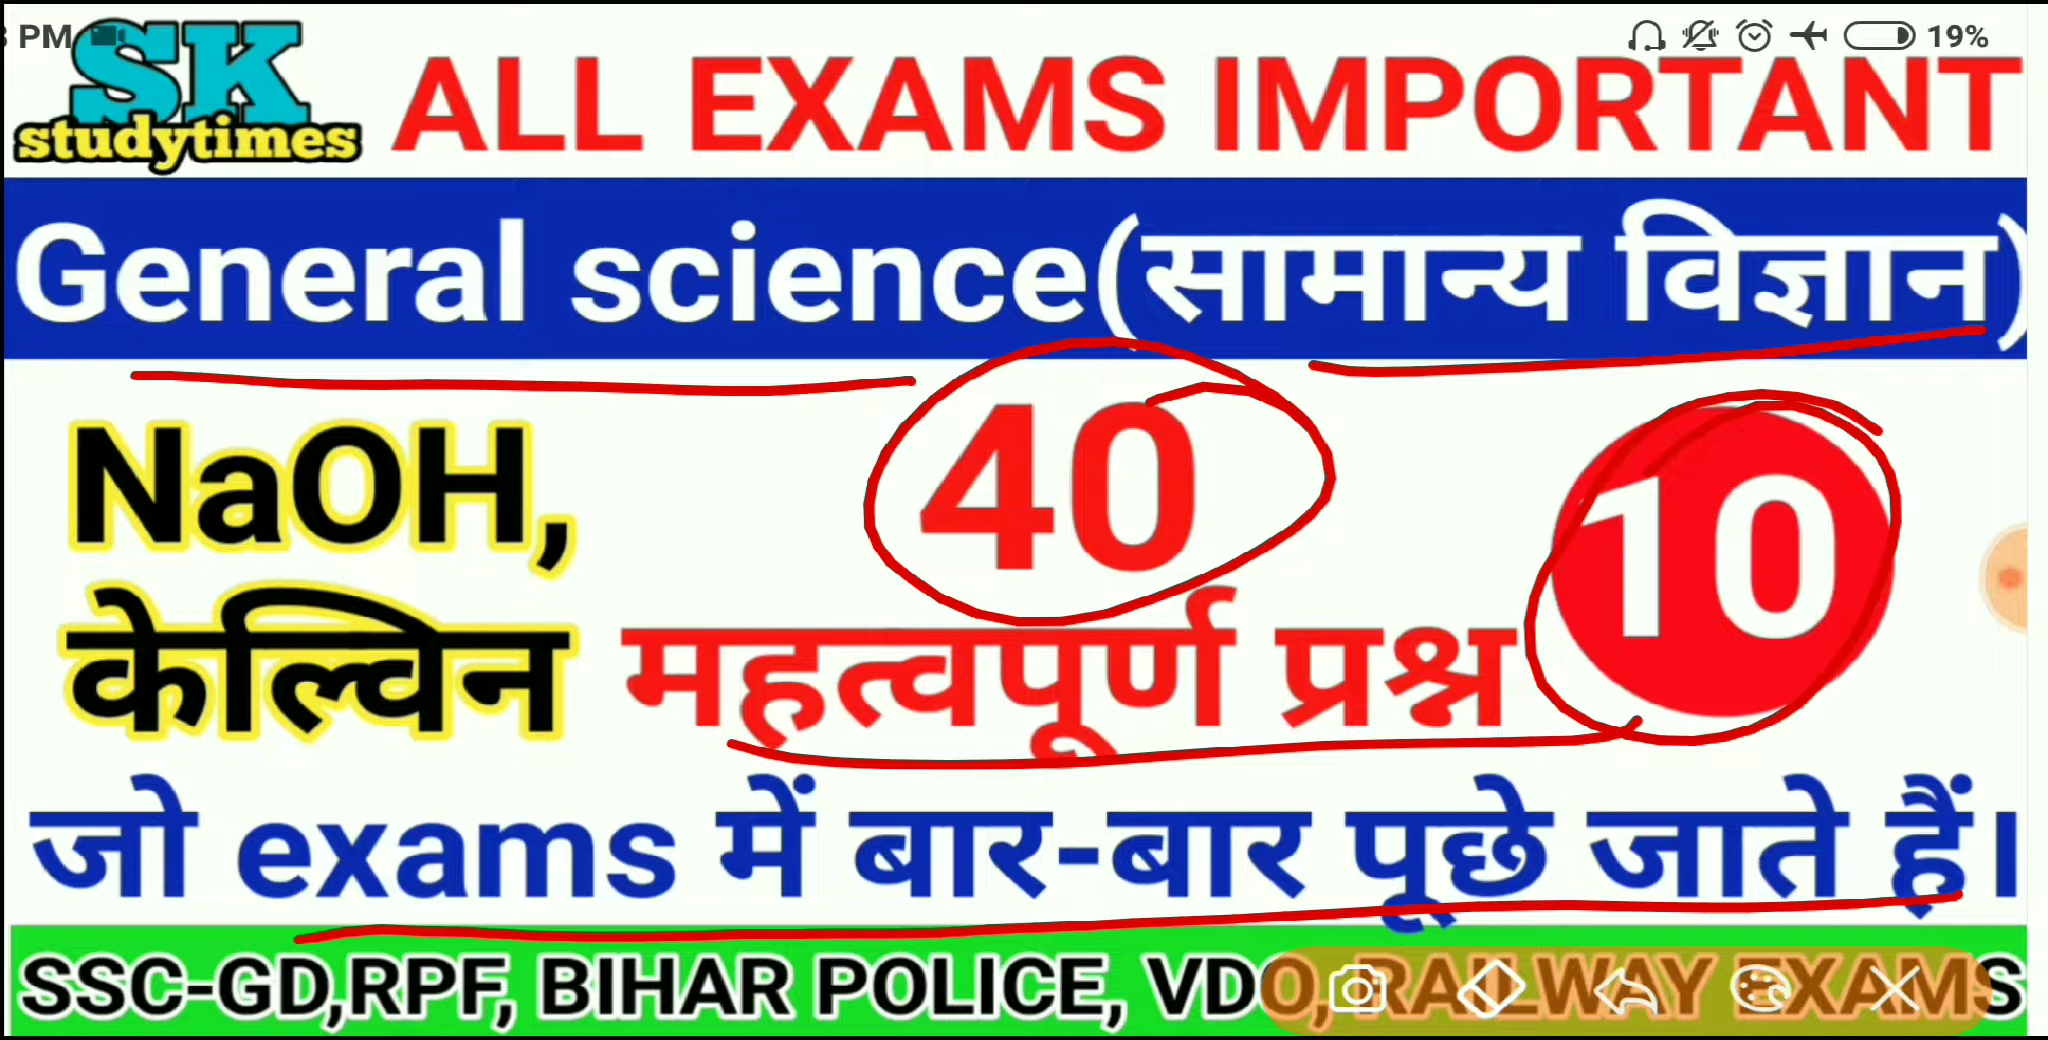 PM
19%
SK
studytimes
ALL EXAMS IMPORTANT
General science(सामान्य विज्ञान)
NaOH,
केल्विन
40
महत्वपूर्ण प्रश्न
10
जो exams में बार-बार पूछे जाते हैं।
SSC-GD,RPF, BIHAR POLICE, VDO, RAILWAY EXAMS